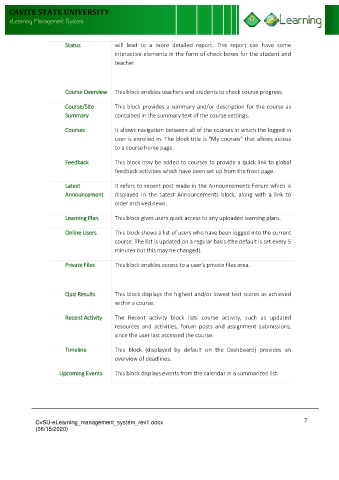 CAVITE STATE UNIVERSITY
eLearning Management System
eLearning
Status
will lead to a more detailed report. This report can have some
interactive elements in the form of check boxes for the student and
teacher.
Course Overview
This block enables teachers and students to check course progress.
Course/Site
Summary
This block provides a summary and/or description for the course as
contained in the summary text of the course settings.
Courses
It allows navigation between all of the courses in which the logged in
user is enrolled in. The block title is "My courses" that allows access
to a course home page.
Feedback
This block may be added to courses to provide a quick link to global
feedback activities which have been set up from the front page.
Latest
Announcement
It refers to recent post made in the Announcements Forum which is
displayed in the Latest Announcements block, along with a link to
older archived news.
Learning Plan
This block gives users quick access to any uploaded learning plans.
Online Users
This block shows a list of users who have been logged into the current
course. The list is updated on a regular basis (the default is set every 5
minutes but this may be changed).
Private Files
This block enables access to a user's private files area.
Quiz Results
This block displays the highest and/or lowest test scores as achieved
within a course.
Recent Activity
The Recent activity block lists course activity, such as updated
resources and activities, forum posts and assignment submissions,
since the user last accessed the course.
Timeline
This block (displayed by default on the Dashboard) provides an
overview of deadlines.
Upcoming Events
This block displays events from the calendar in a summarized list.
CvSU-eLearning_management_system_rev1.docx
(06/15/2020)
7